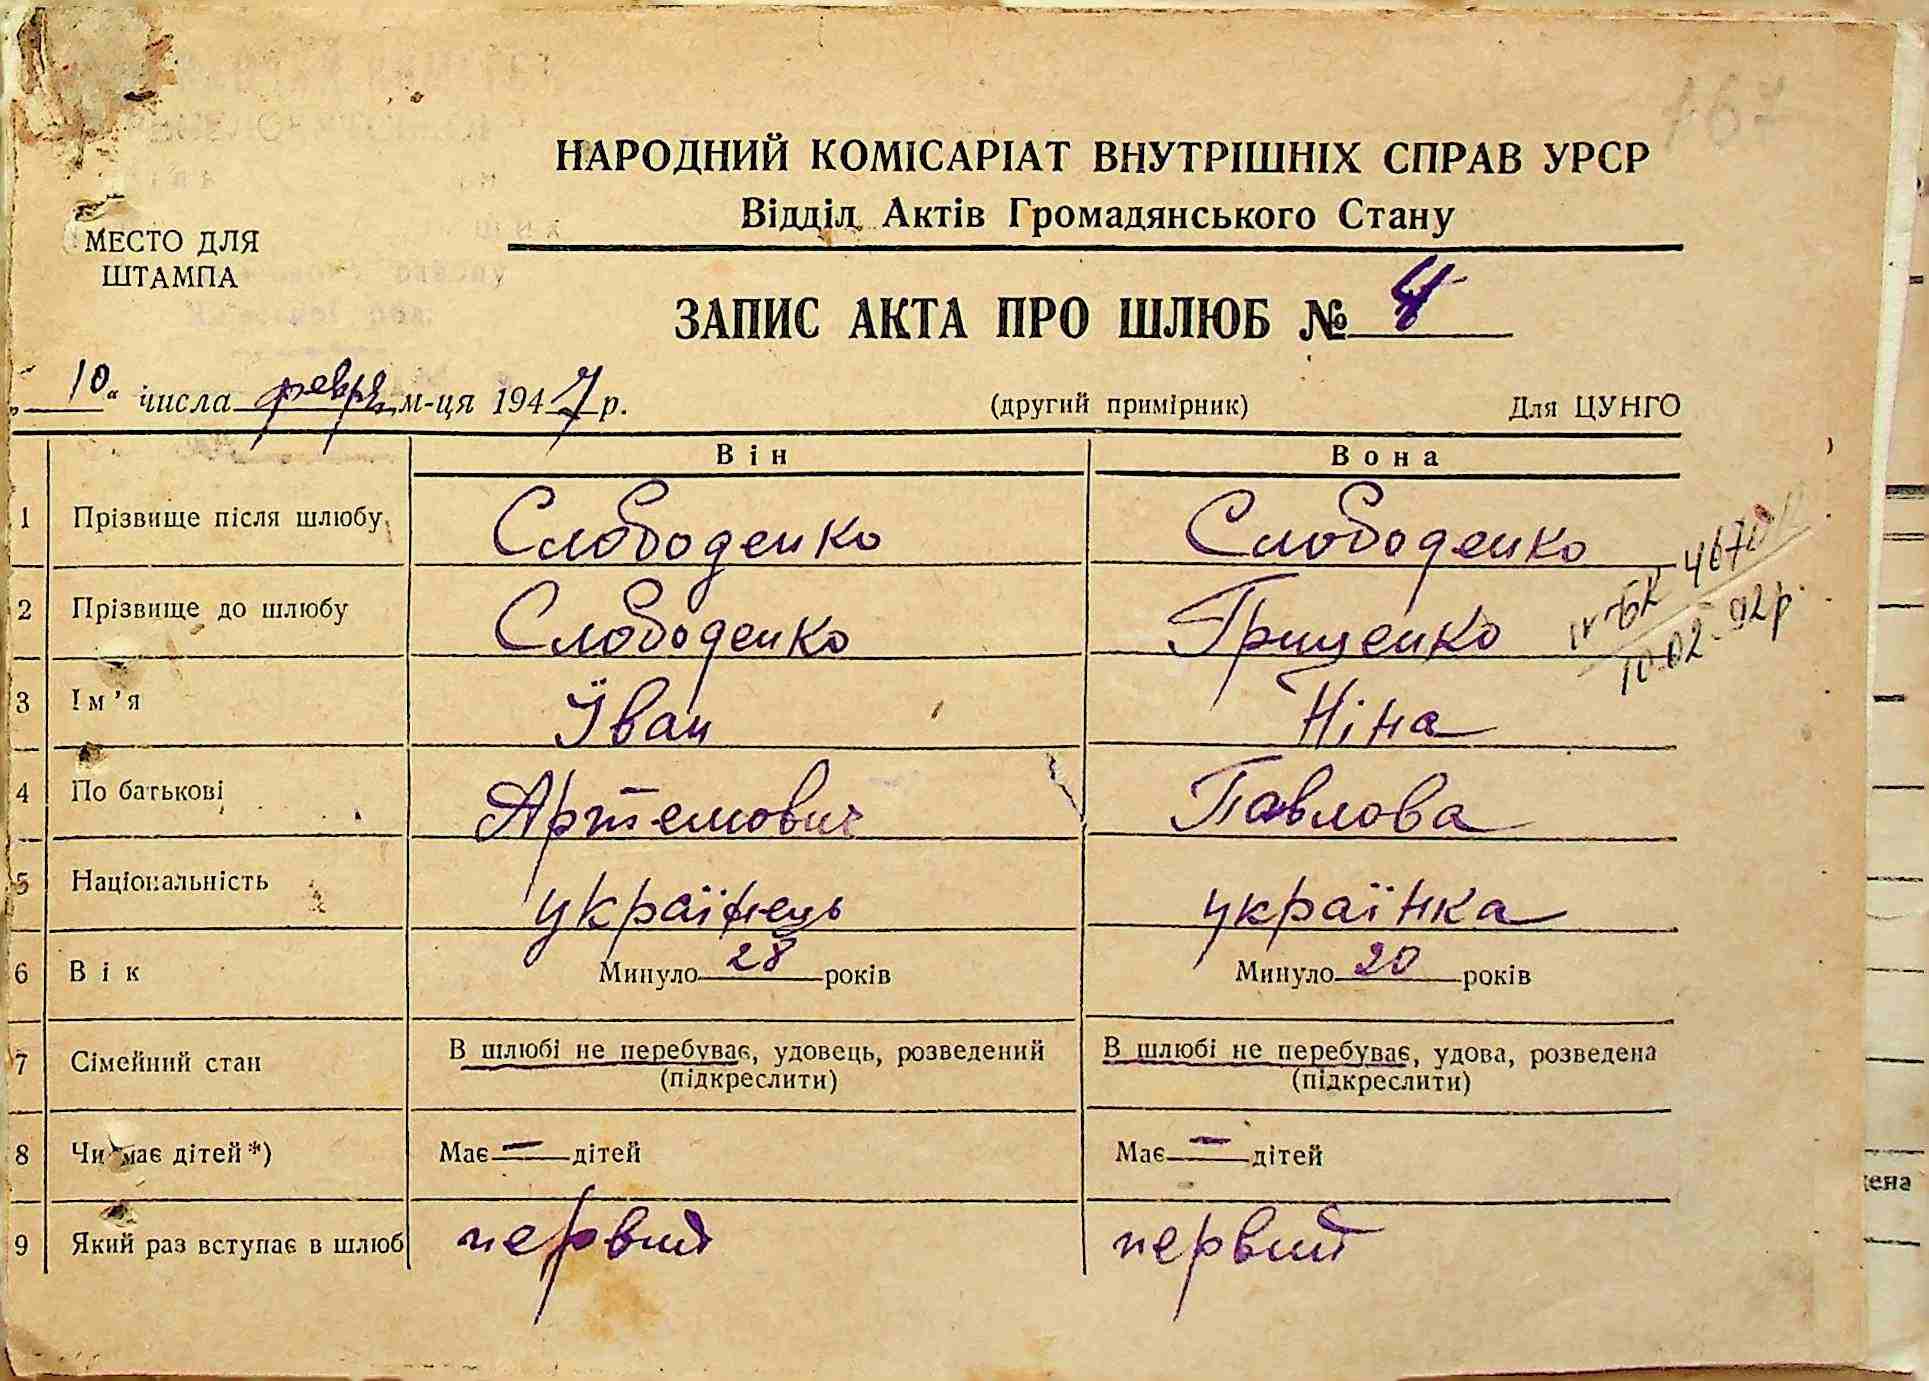 167
НАРОДНИЙ КОМІСАРІАТ ВНУТРІШНІХ СПРАВ УРСР
Відділ Актів Громадянського Стану
МЕСТО ДЛЯ
ШТАМПА
ЗАПИС АКТА ПРО ШЛЮБ № 4
„ 10 “ числа февр. м-ця 1947 р. (другий примірник) Для ЦУНГО
Він Вона
1 Прізвище після шлюбу Слободенко Слободенко
2 Прізвище до шлюбу Слободенко Гриценко
10.02.92р.
3 Ім'я Їван Ніна
4 По батькові Артемович Павлова
5 Національність українець українка
6 Вік Минуло 28 років Минуло 20 років
7 Сімейний стан В шлюбі не перебуває, удовець, розведений В шлюбі не перебуває, удова, розведена
(підкреслити) (підкреслити)
8 Чи має дітей *) Має — дітей Має — дітей
9 Який раз вступає в шлюб первий первий